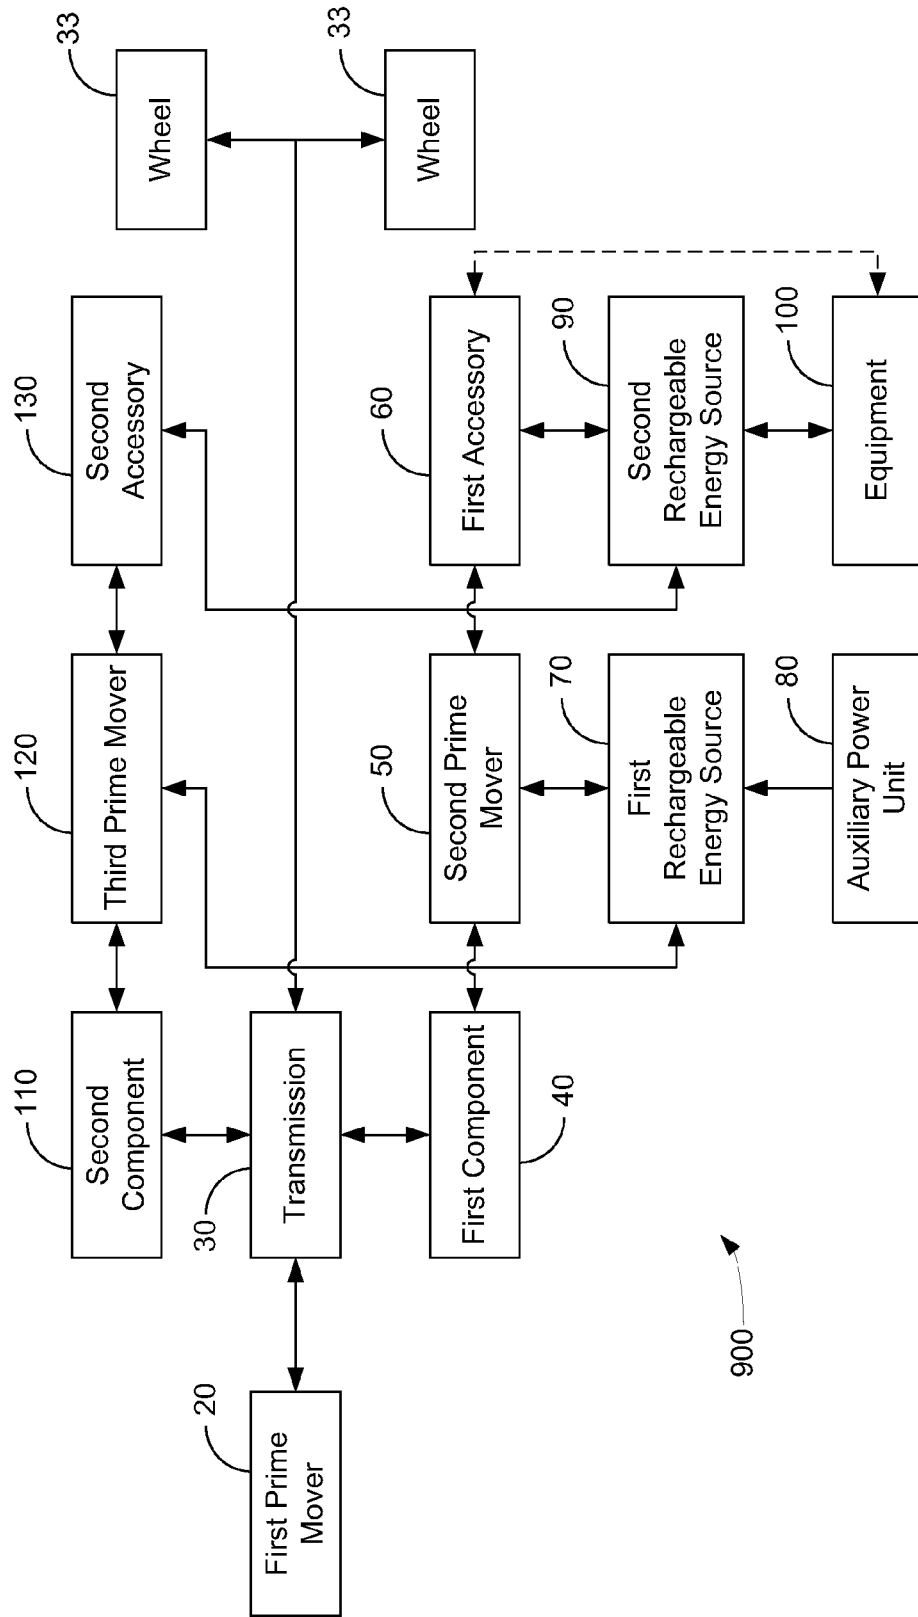 110
Second
Component
120
Third Prime Mover
130
Second
Accessory
33
Wheel
20
First Prime
Mover
30
Transmission
33
Wheel
First Component
40
50
Second Prime
Mover
60
First Accessory
70
First
Rechargeable
Energy Source
90
Second
Rechargeable
Energy Source
80
Auxiliary Power
Unit
100
Equipment
900